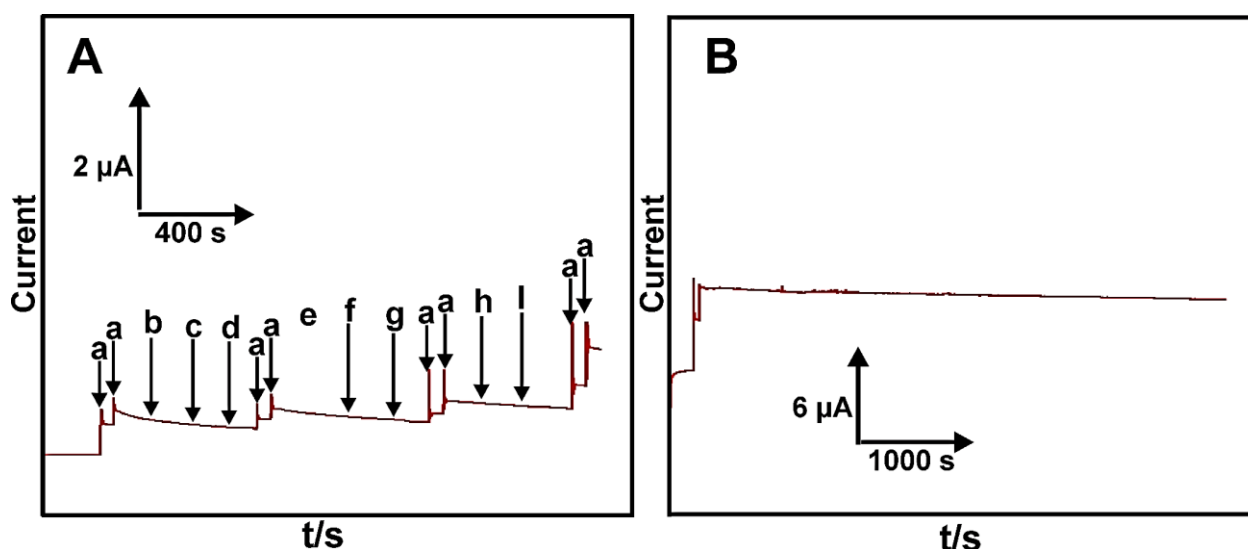 A
2 µA
400 s
Current
a a b c d a a e f g a a h I a a
t/s
B
Current
6 µA
1000 s
t/s